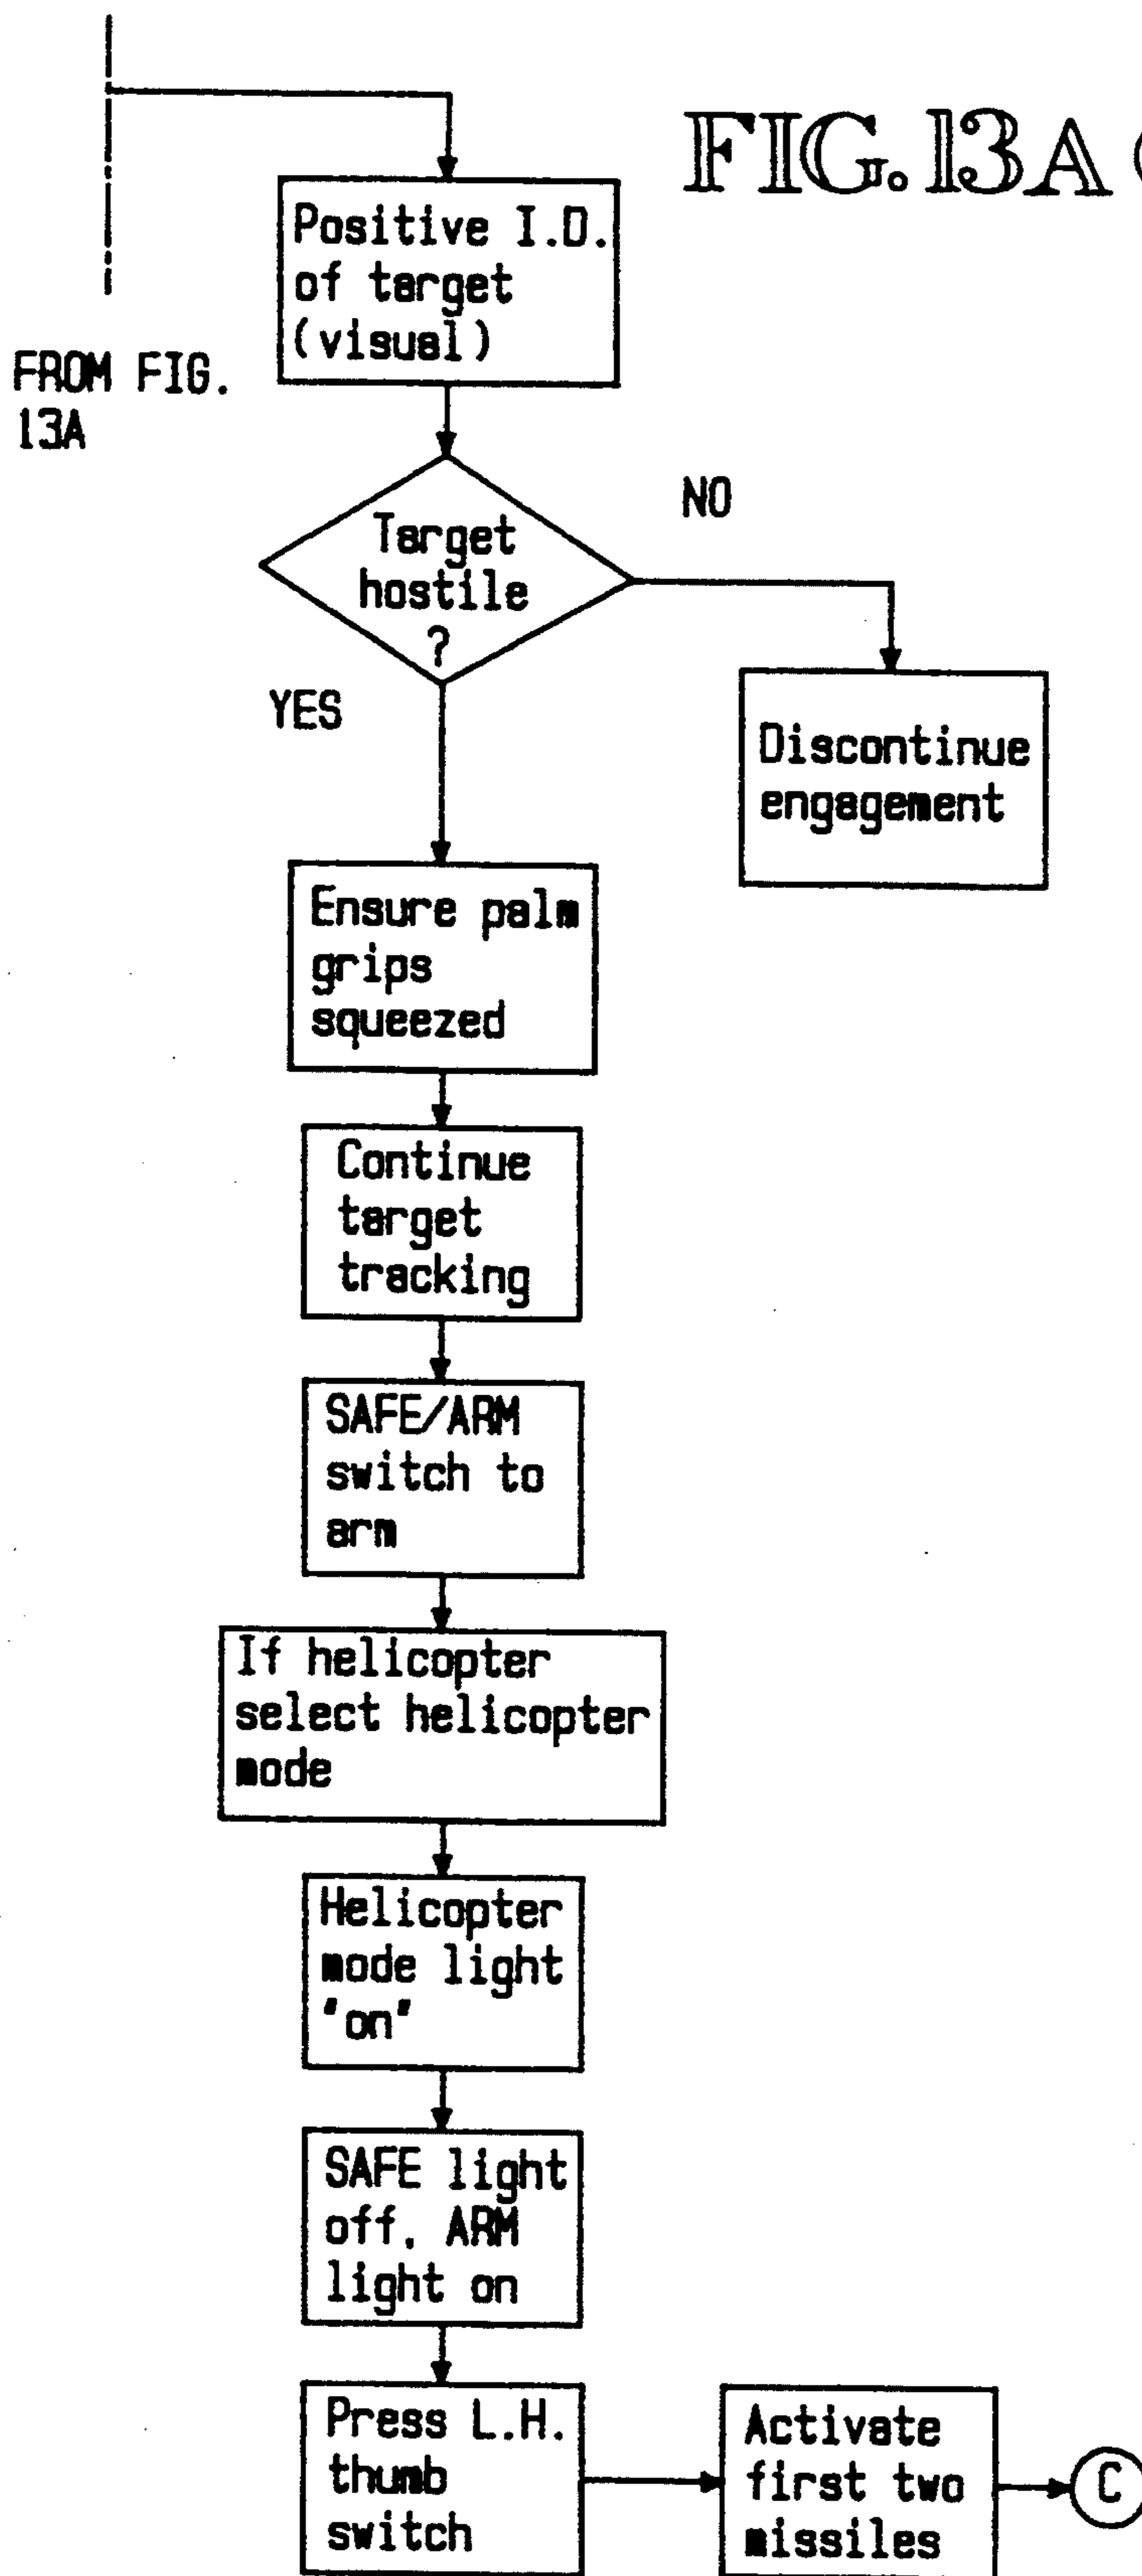 FIG. 13A
Positive I.D.
of target
(visual)
FROM FIG.
13A
Target
hostile
?
NO
YES
Discontinue
engagement
Ensure palm
grips
squeezed
Continue
target
tracking
SAFE/ARM
switch to
arm
If helicopter
select helicopter
mode
Helicopter
mode light
"on"
SAFE light
off, ARM
light on
Press L.H.
thumb
switch
Activate
first two
missiles
C